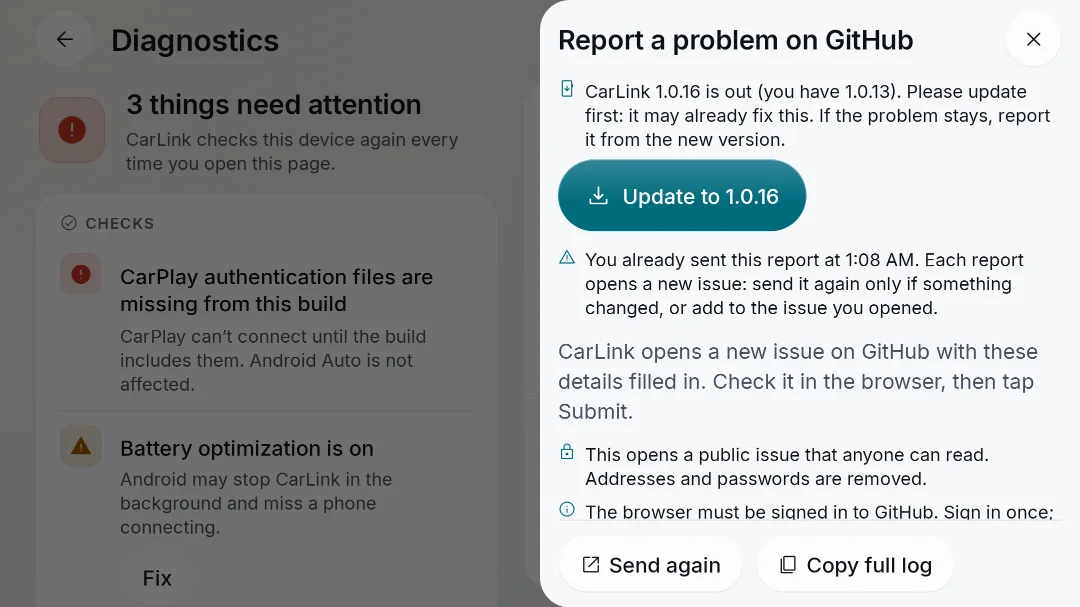 Diagnostics
3 things need attention
CarLink checks this device again every
time you open this page.
CHECKS
CarPlay authentication files are
missing from this build
CarPlay can’t connect until the build
includes them. Android Auto is not
affected.
Battery optimization is on
Android may stop CarLink in the
background and miss a phone
connecting.
Fix
Report a problem on GitHub
CarLink 1.0.16 is out (you have 1.0.13). Please update
first: it may already fix this. If the problem stays, report
it from the new version.
Update to 1.0.16
You already sent this report at 1:08 AM. Each report
opens a new issue: send it again only if something
changed, or add to the issue you opened.
CarLink opens a new issue on GitHub with these
details filled in. Check it in the browser, then tap
Submit.
This opens a public issue that anyone can read.
Addresses and passwords are removed.
The browser must be signed in to GitHub. Sign in once;
Send again
Copy full log